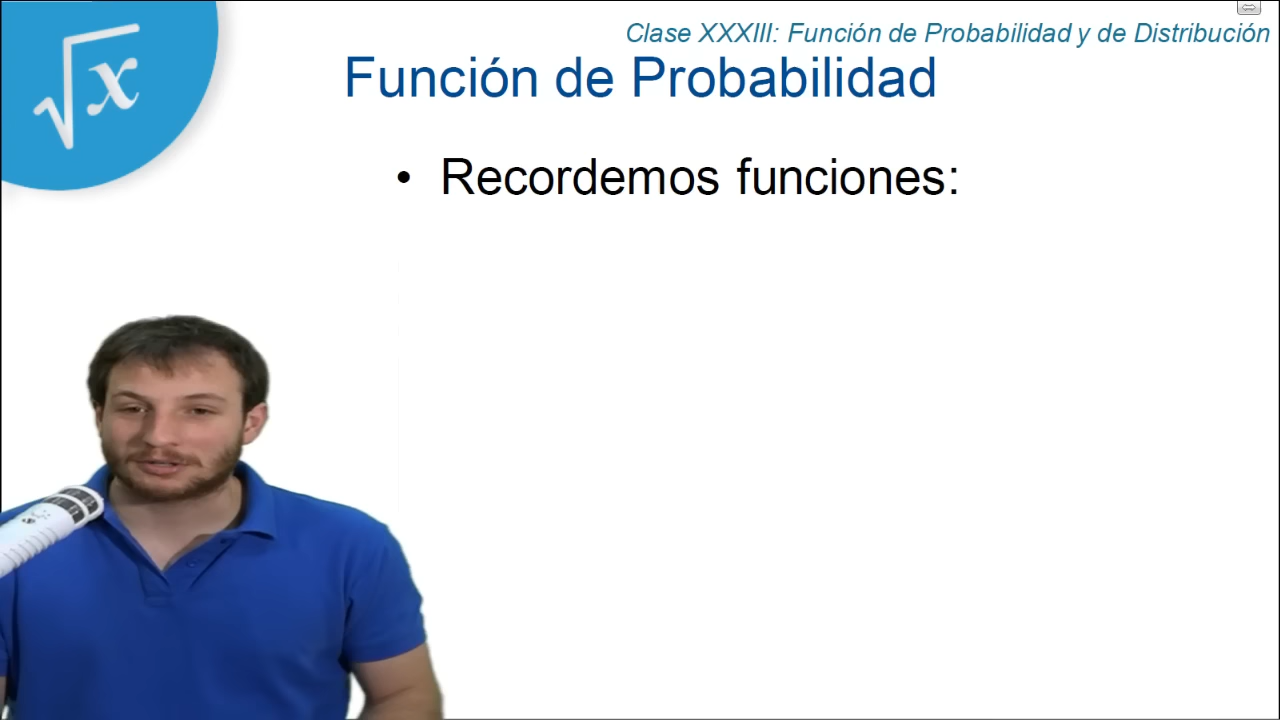 Clase XXXIII: Función de Probabilidad y de Distribución
Función de Probabilidad
• Recordemos funciones:
√x